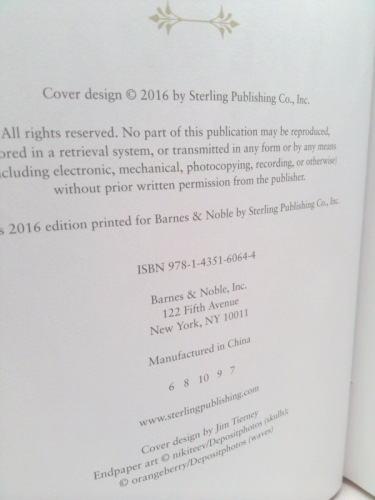 Cover design © 2016 by Sterling Publishing Co., Inc.
All rights reserved. No part of this publication may be reproduced,
ored in a retrieval system, or transmitted in any form or by any means
cluding electronic, mechanical, photocopying, recording, or otherwise)
without prior written permission from the publisher.
s 2016 edition printed for Barnes & Noble by Sterling Publishing Co., Inc.
ISBN 978-1-4351-6064-4
Barnes & Noble, Inc.
122 Fifth Avenue
New York, NY 10011
Manufactured in China
6 8 10 9 7
www.sterlingpublishing.com
Cover design by Jim Tierney
Endpaper art © nikiteev/Depositphotos (skulls);
© orangeberry/Depositphotos (waves)